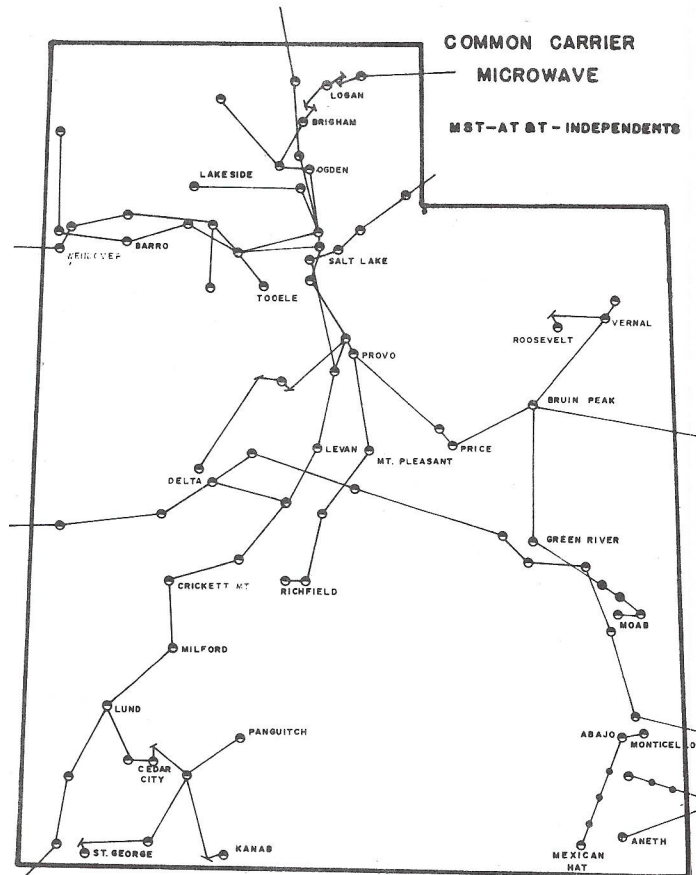 COMMON CARRIER
MICROWAVE
MST-AT & T - INDEPENDENTS
LOGAN
BRIGHAM
OGDEN
LAKESIDE
BARRO
SALT LAKE
TOOELE
VERNAL
ROOSEVELT
PROVO
BRUIN PEAK
LEVAN
PRICE
MT. PLEASANT
DELTA
GREEN RIVER
CRICKETT MT
RICHFIELD
MOAB
MILFORD
LUND
PANGUITCH
ABAJO
MONTICELLO
CEDAR
CITY
ST. GEORGE
KANAB
ANETH
MEXICAN
HAT